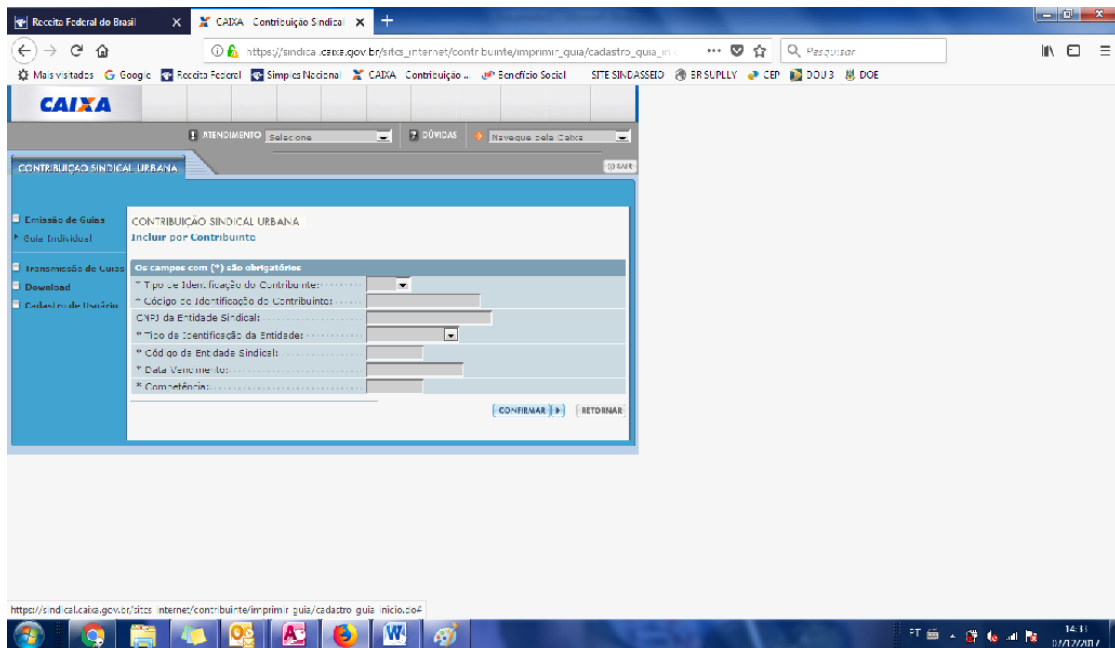 Receita Federal do Brasil
CAIXA - Contribuição Sindical
https://sindical.caixa.gov.br/sitcs_internet/contribuinte/imprimir_guia/cadastro_guia_in
Pesquisar
Mais visitados Google Receita Federal Simples Nacional CAIXA - Contribuição ... Benefício Social SITE SINDASSEIO BR SUPLLY CEP DOU 3 DOE
CAIXA
ATENDIMENTO Selecione DÚVIDAS Navegue pela Caixa
CONTRIBUIÇÃO SINDICAL URBANA
SAIR
Emissão de Guias
Guia Individual
Transmissão de Guias
Download
Cadastro de Usuário
CONTRIBUIÇÃO SINDICAL URBANA
Incluir por Contribuinte
Os campos com (*) são obrigatórios
* Tipo de Identificação do Contribuinte:
* Código de Identificação do Contribuinte:
CNPJ da Entidade Sindical:
* Tipo de Identificação da Entidade:
* Código da Entidade Sindical:
* Data Vencimento:
* Competência:
CONFIRMAR RETORNAR
https://sindical.caixa.gov.br/sitcs_internet/contribuinte/imprimir_guia/cadastro_guia_inicio.do#
PT
07/12/2017